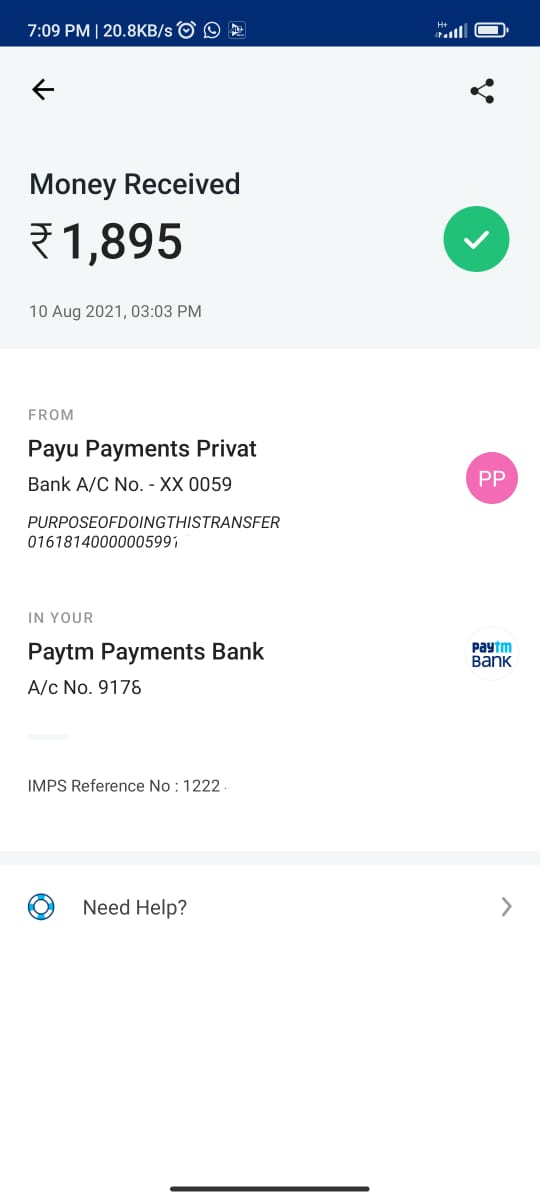 7:09 PM | 20.8KB/s
H+
Money Received
₹ 1,895
10 Aug 2021, 03:03 PM
FROM
Payu Payments Privat
Bank A/C No. - XX 0059
PP
PURPOSEOFDOINGTHISTRANSFER
0161814000000599
IN YOUR
Paytm Payments Bank
paytm
BANK
A/c No. 9176
IMPS Reference No : 1222
Need Help?